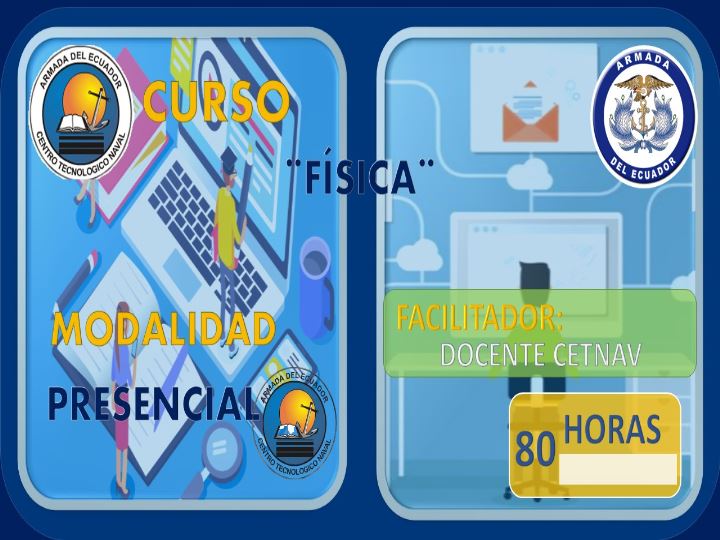 ARMADA DEL ECUADOR
CENTRO TECNOLOGICO NAVAL
CURSO
¨FÍSICA¨
MODALIDAD
PRESENCIAL
ARMADA DEL ECUADOR
CENTRO TECNOLOGICO NAVAL
ARMADA
DEL ECUADOR
FACILITADOR:
DOCENTE CETNAV
80 HORAS